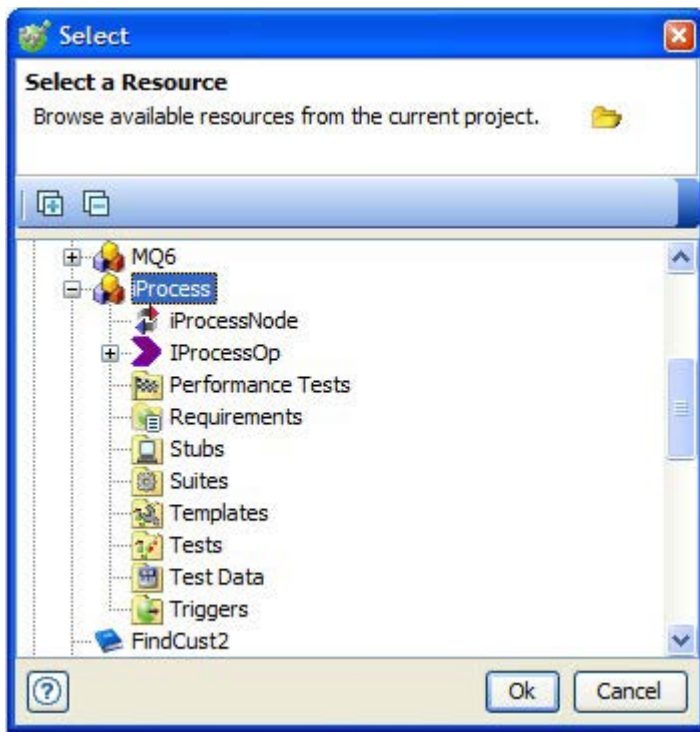 Select
Select a Resource
Browse available resources from the current project.
MQ6
iProcess
iProcessNode
IProcessOp
Performance Tests
Requirements
Stubs
Suites
Templates
Tests
Test Data
Triggers
FindCust2
Ok
Cancel